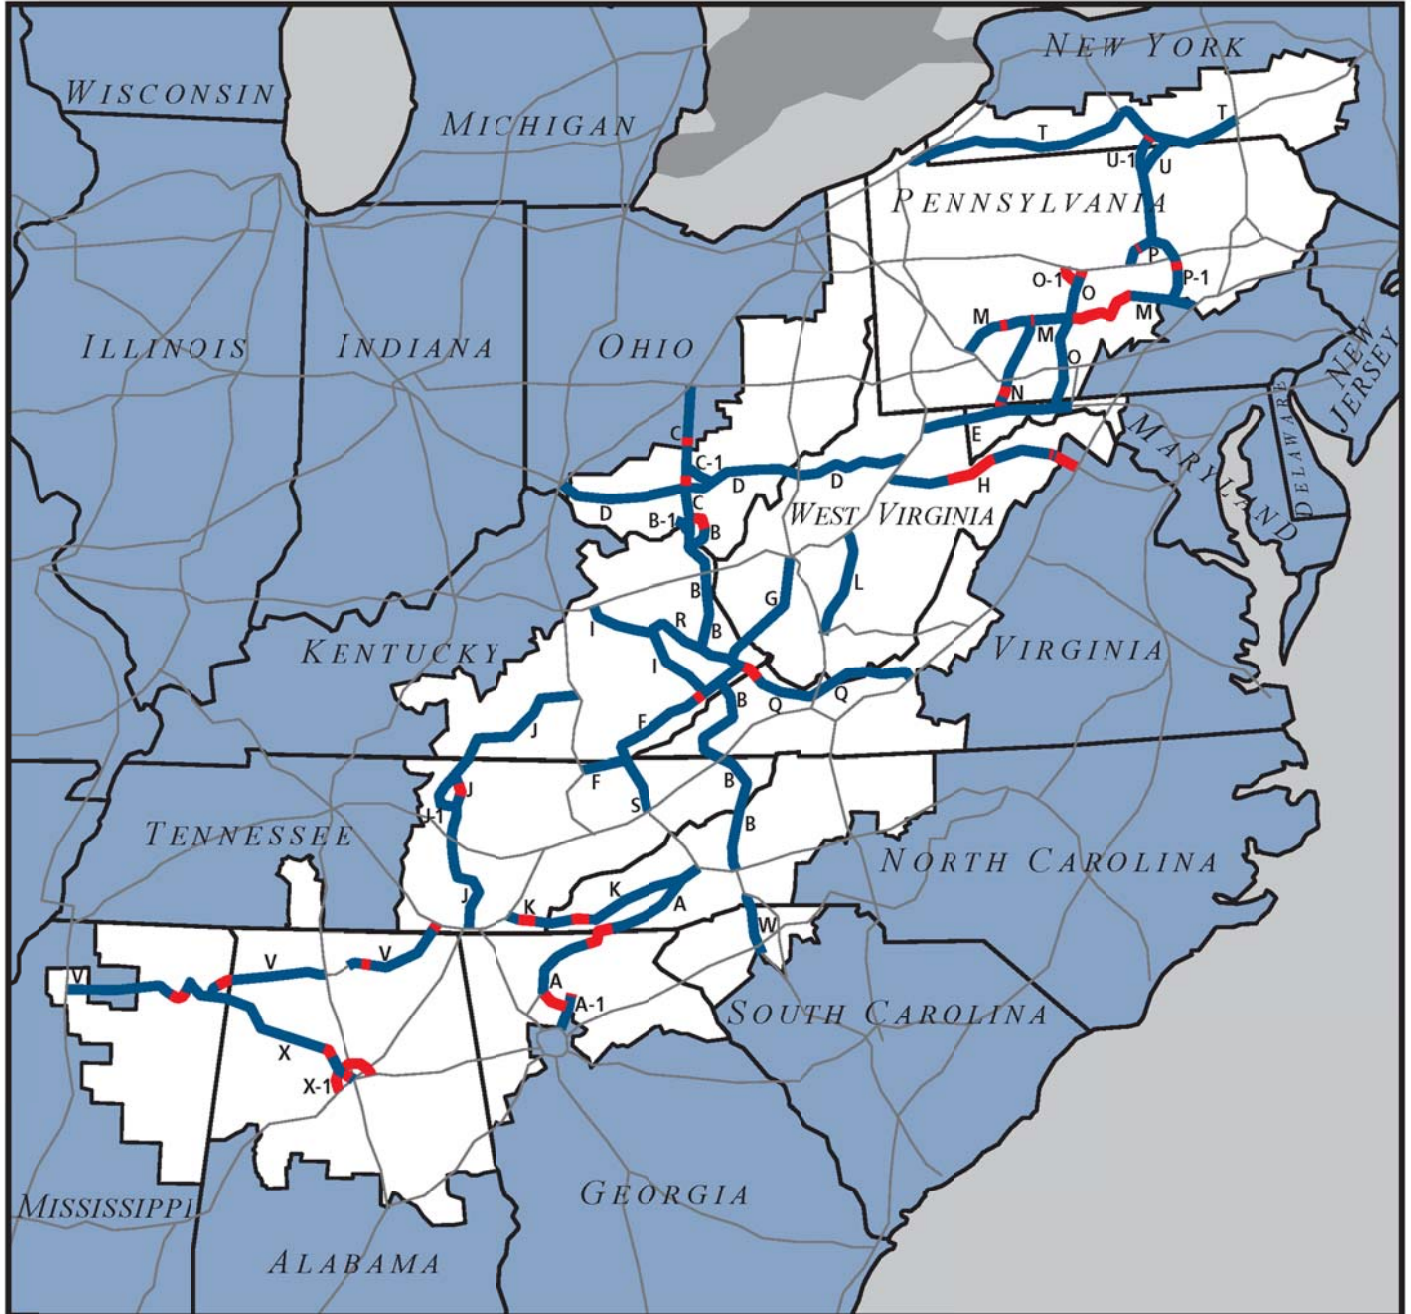 NEW YORK
WISCONSIN
MICHIGAN
T
T
U-1
U
PENNSYLVANIA
P
O-1
O
P-1
M
M
M
ILLINOIS
INDIANA
OHIO
O
NEW
JERSEY
N
DELAWARE
E
C
MARYLAND
C-1
D
D
H
D
C
WEST VIRGINIA
B-1
B
L
B
G
I
R
B
KENTUCKY
VIRGINIA
I
Q
B
Q
J
F
F
B
J
S
J-1
B
TENNESSEE
NORTH CAROLINA
K
J
K
A
W
V
V
V
A
A-1
SOUTH CAROLINA
X
X-1
GEORGIA
MISSISSIPPI
ALABAMA